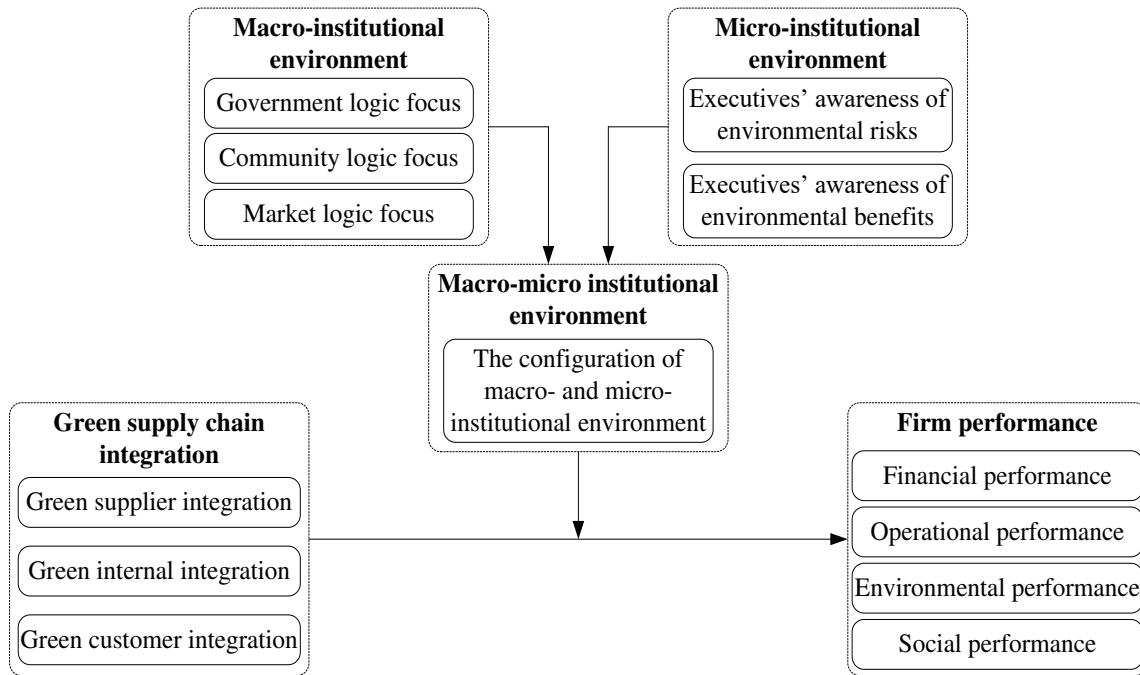 Macro-institutional
environment
Government logic focus
Community logic focus
Market logic focus
Micro-institutional
environment
Executives’ awareness of
environmental risks
Executives’ awareness of
environmental benefits
Macro-micro institutional
environment
The configuration of
macro- and micro-
institutional environment
Green supply chain
integration
Green supplier integration
Green internal integration
Green customer integration
Firm performance
Financial performance
Operational performance
Environmental performance
Social performance